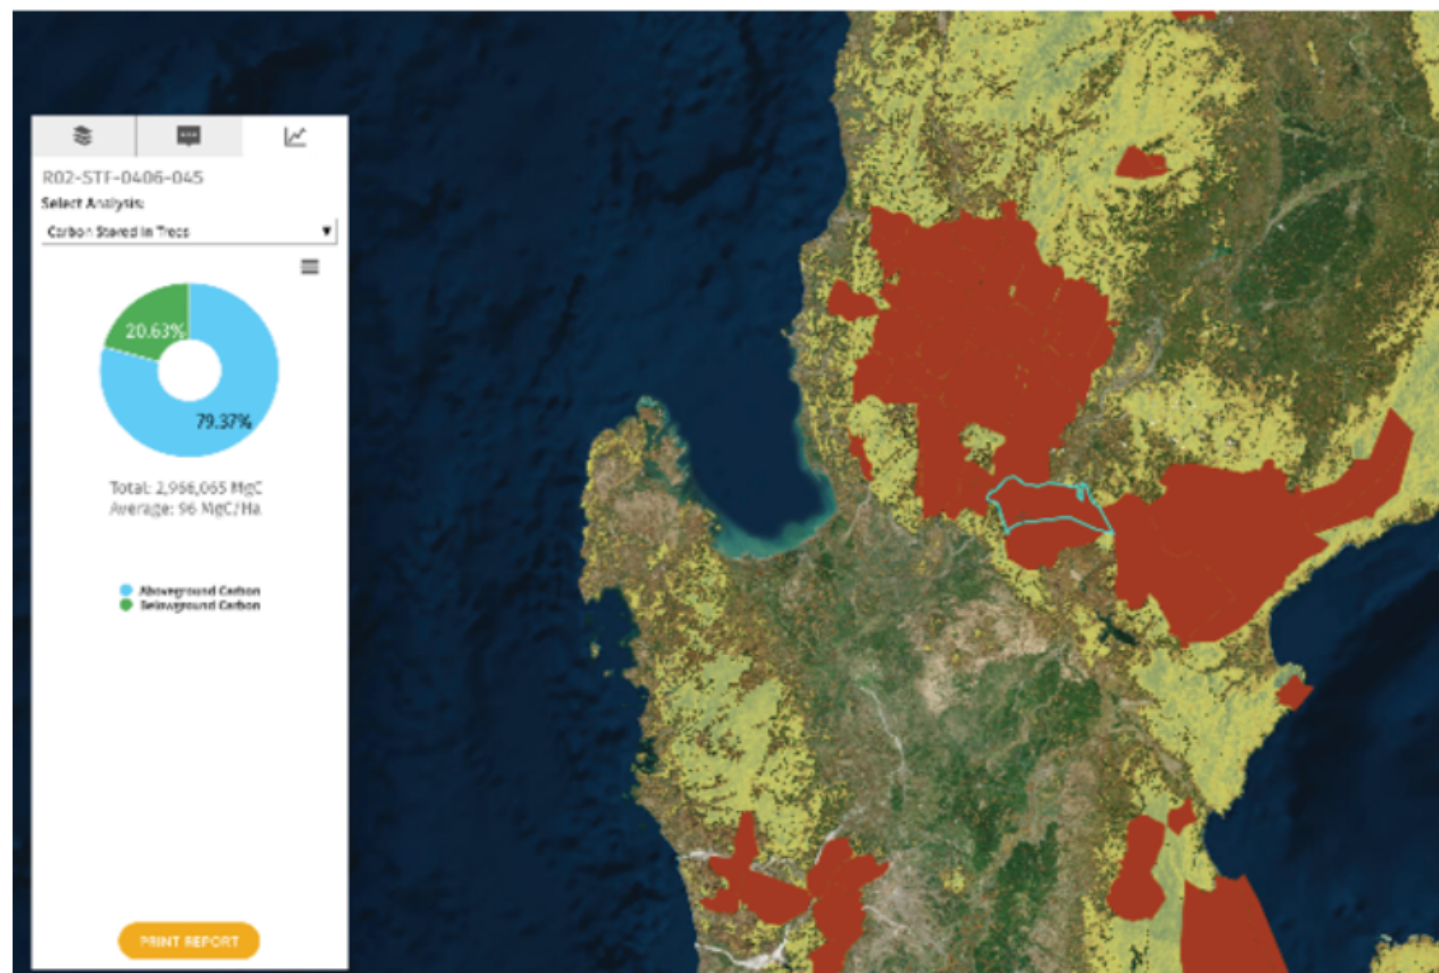 R02-STF-0406-045
Select Analysis:
Carbon Stored in Trees
20.63%
79.37%
Total: 2,966,065 MgC
Average: 96 MgC/Ha
Aboveground Carbon
Belowground Carbon
PRINT REPORT